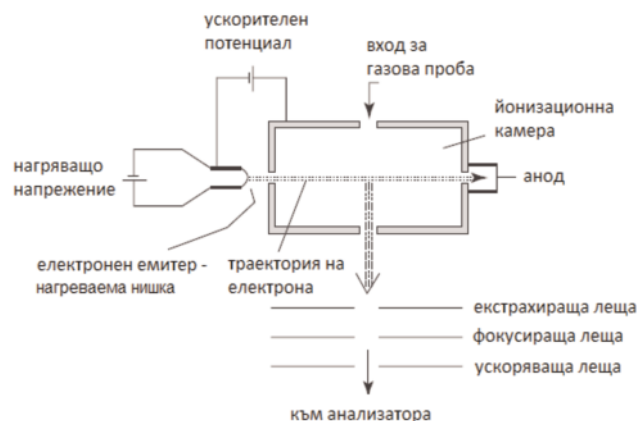 ускорителен
потенциал
вход за
газова проба
йонизационна
камера
нагряващо
напрежение
анод
електронен емитер -
нагреваема нишка
траектория на
електрона
екстрахираща леща
фокусираща леща
ускоряваща леща
към анализатора